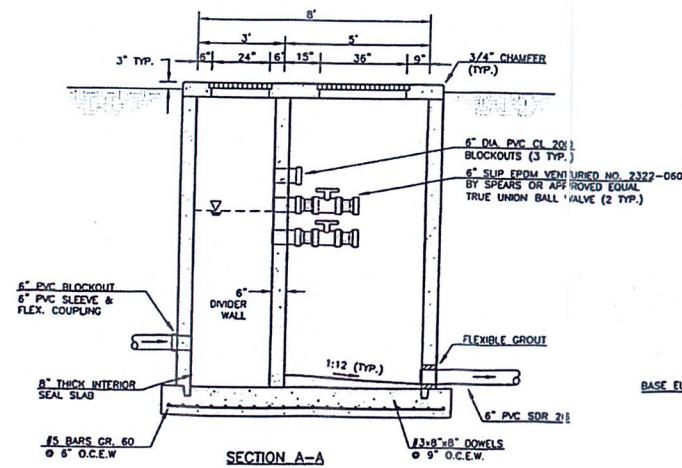 8'
3'
5'
6"
24"
6"
15"
36"
9"
3" TYP.
3/4" CHAMFER
(TYP.)
6" DIA. PVC CL 200
BLOCKOUTS (3 TYP.)
6" SLIP EPDM VENTURIED NO. 2322-060
BY SPEARS OR APPROVED EQUAL
TRUE UNION BALL VALVE (2 TYP.)
6" PVC BLOCKOUT
6" PVC SLEEVE &
FLEX. COUPLING
6"
DIVIDER
WALL
1:12 (TYP.)
FLEXIBLE GROUT
8" THICK INTERIOR
SEAL SLAB
BASE
6" PVC SDR
#5 BARS GR. 60
@ 6" O.C.E.W
#3x8"x8" DOWELS
@ 9" O.C.E.W.
SECTION A-A